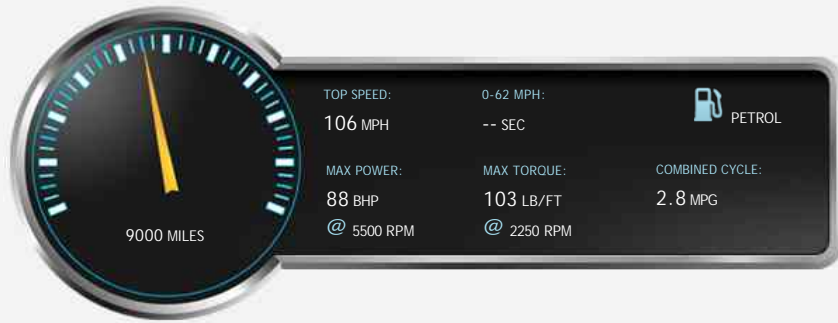 TOP SPEED:
106 MPH
0-62 MPH:
-- SEC
PETROL
MAX POWER:
88 BHP
@ 5500 RPM
MAX TORQUE:
103 LB/FT
@ 2250 RPM
COMBINED CYCLE:
2.8 MPG
9000 MILES